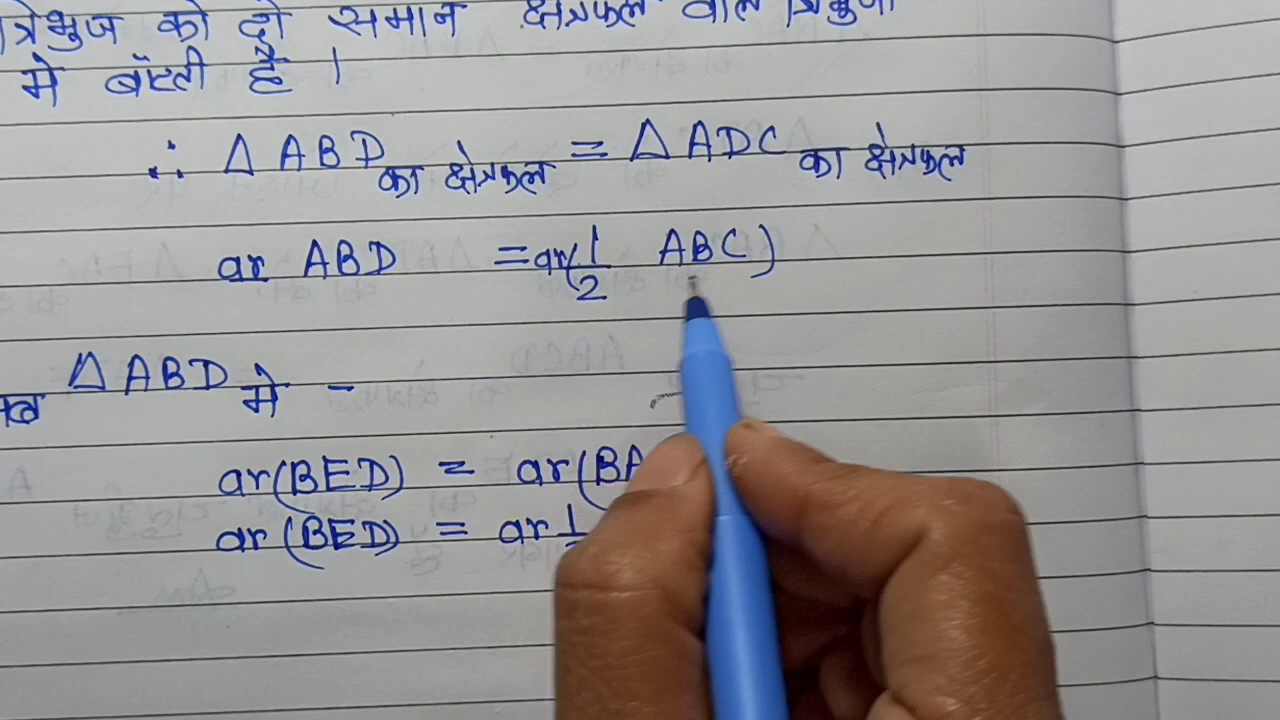 त्रिभुज को दो समान क्षेत्रफल वाले त्रिभुजों
में बाँटती है ।
∴ △ ABD का क्षेत्रफल = △ ADC का क्षेत्रफल
ar ABD = ar(1/2 ABC)
△ ABD में -
ar(BED) = ar(BA
ar (BED) = ar 1